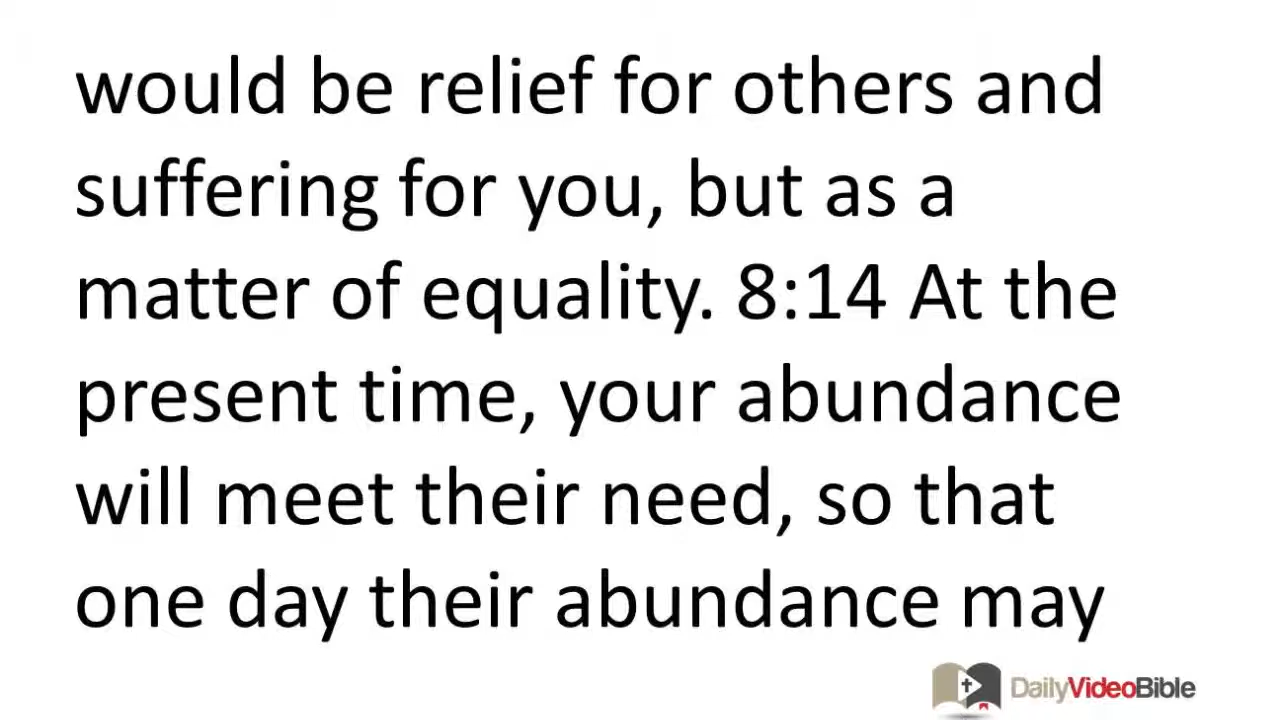 would be relief for others and
suffering for you, but as a
matter of equality. 8:14 At the
present time, your abundance
will meet their need, so that
one day their abundance may
DailyVideoBible